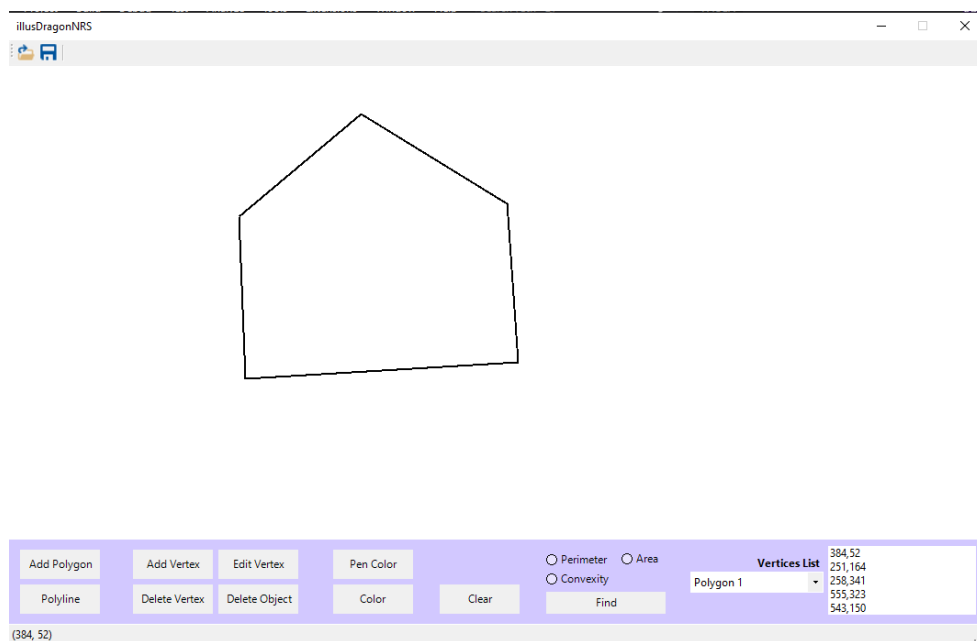 illusDragonNRS
Add Polygon
Add Vertex
Edit Vertex
Pen Color
Perimeter
Area
Convexity
Vertices List
Polygon 1
384,52
251,164
258,341
555,323
543,150
Polyline
Delete Vertex
Delete Object
Color
Clear
Find
(384, 52)